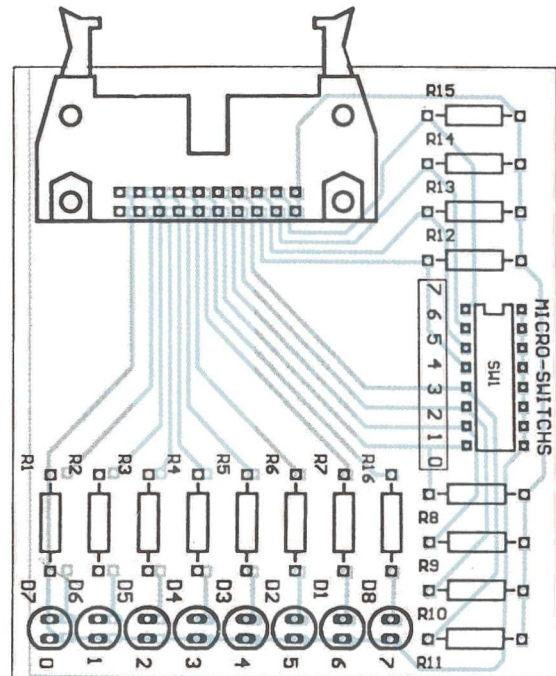 R15
R14
R13
R12
7 6 5 4 3 2 1 0
SW1
MICRO-SWITCHS
R1 R2 R3 R4 R5 R6 R7 R16
R8
R9
R10
R11
D7 D6 D5 D4 D3 D2 D1 D8
0 1 2 3 4 5 6 7